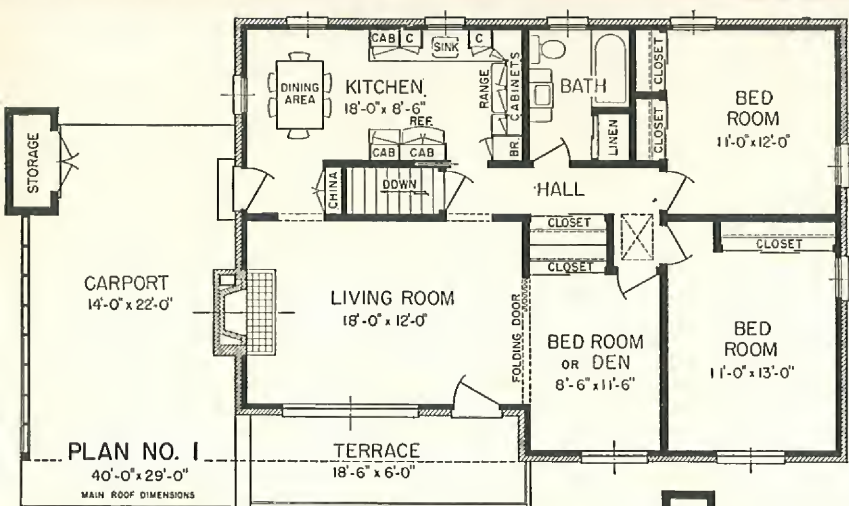 CAB
C
SINK
C
DINING
AREA
KITCHEN
18'-0" x 8'-6"
RANGE
CABINETS
REF.
CAB
CAB
BR.
BATH
LINEN
CLOSET
CLOSET
BED
ROOM
11'-0" x 12'-0"
STORAGE
CHINA
DOWN
HALL
CLOSET
CLOSET
CLOSET
CARPORT
14'-0" x 22'-0"
LIVING ROOM
18'-0" x 12'-0"
FOLDING DOOR
BED ROOM
OR DEN
8'-6" x 11'-6"
BED
ROOM
11'-0" x 13'-0"
PLAN NO. 1
40'-0" x 29'-0"
MAIN ROOF DIMENSIONS
TERRACE
18'-6" x 6'-0"